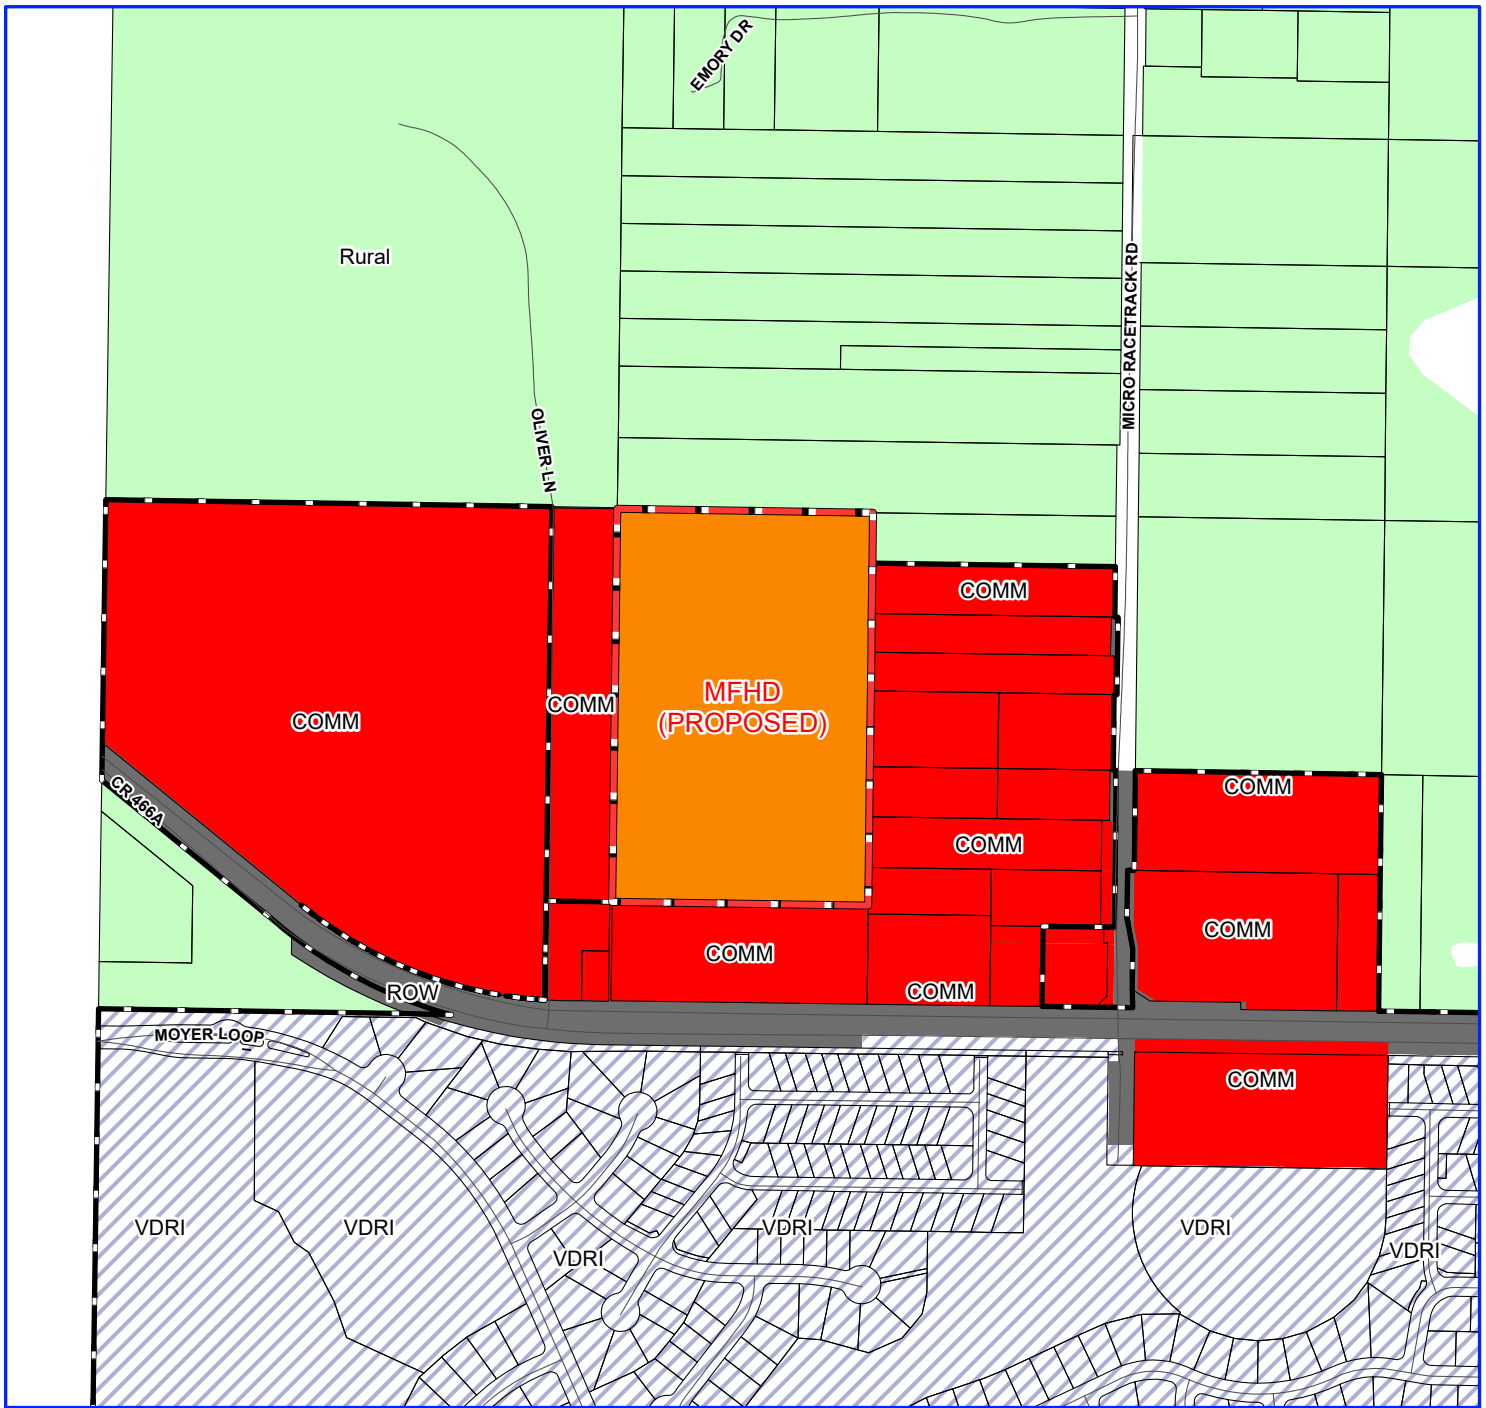 EMORY DR
Rural
MICRO RACETRACK RD
OLIVER LN
COMM
MFHD
(PROPOSED)
COMM
COMM
COMM
CR 466A
COMM
COMM
COMM
COMM
ROW
COMM
MOYER LOOP
COMM
VDRI
VDRI
VDRI
VDRI
VDRI
VDRI